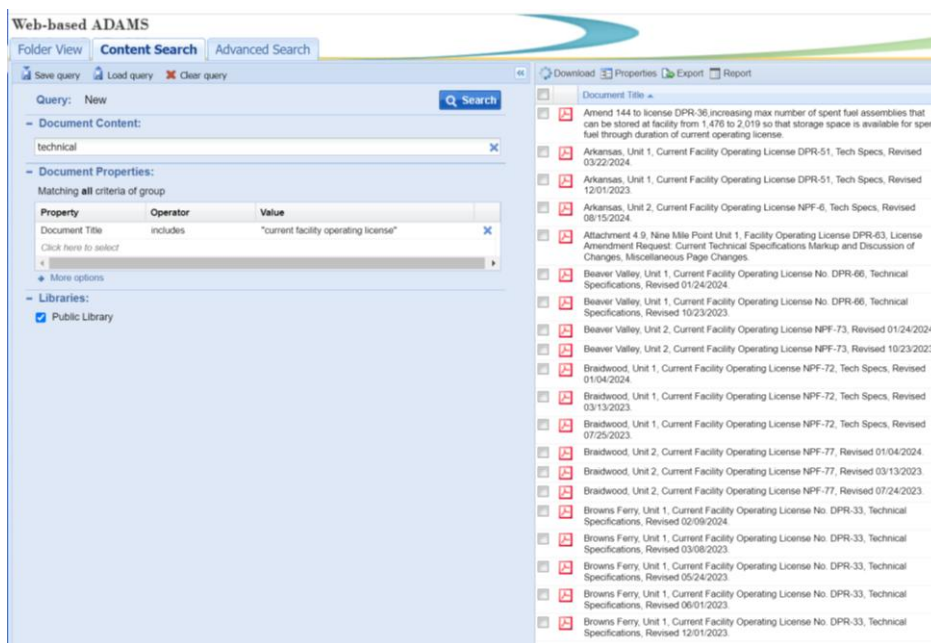 Web-based ADAMS
Folder View
Content Search
Advanced Search
Save query
Load query
Clear query
Query: New
Search
Document Content:
technical
Document Properties:
Matching all criteria of group
Property Operator Value
Document Title includes "current facility operating license"
Click here to select
More options
Libraries:
Public Library
Download Properties Export Report
Document Title
Amend 144 to license DPR-36,increasing max number of spent fuel assemblies that
can be stored at facility from 1,476 to 2,019 so that storage space is available for
fuel through duration of current operating license.
Arkansas, Unit 1, Current Facility Operating License DPR-51, Tech Specs, Revised
03/22/2024.
Arkansas, Unit 1, Current Facility Operating License DPR-51, Tech Specs, Revised
12/01/2023.
Arkansas, Unit 2, Current Facility Operating License NPF-6, Tech Specs, Revised
08/15/2024.
Attachment 4.9, Nine Mile Point Unit 1, Facility Operating License DPR-63, License
Amendment Request: Current Technical Specifications Markup and Discussion of
Changes, Miscellaneous Page Changes.
Beaver Valley, Unit 1, Current Facility Operating License No. DPR-66, Technical
Specifications, Revised 01/24/2024.
Beaver Valley, Unit 1, Current Facility Operating License No. DPR-66, Technical
Specifications, Revised 10/23/2023.
Beaver Valley, Unit 2, Current Facility Operating License NPF-73, Revised 01/24/2024
Beaver Valley, Unit 2, Current Facility Operating License NPF-73, Revised 10/23/2023
Braidwood, Unit 1, Current Facility Operating License NPF-72, Tech Specs, Revised
01/04/2024.
Braidwood, Unit 1, Current Facility Operating License NPF-72, Tech Specs, Revised
03/13/2023.
Braidwood, Unit 1, Current Facility Operating License NPF-72, Tech Specs, Revised
07/25/2023.
Braidwood, Unit 2, Current Facility Operating License NPF-77, Revised 01/04/2024.
Braidwood, Unit 2, Current Facility Operating License NPF-77, Revised 03/13/2023.
Braidwood, Unit 2, Current Facility Operating License NPF-77, Revised 07/24/2023.
Browns Ferry, Unit 1, Current Facility Operating License No. DPR-33, Technical
Specifications, Revised 02/09/2024.
Browns Ferry, Unit 1, Current Facility Operating License No. DPR-33, Technical
Specifications, Revised 03/08/2023.
Browns Ferry, Unit 1, Current Facility Operating License No. DPR-33, Technical
Specifications, Revised 05/24/2023.
Browns Ferry, Unit 1, Current Facility Operating License No. DPR-33, Technical
Specifications, Revised 06/01/2023.
Browns Ferry, Unit 1, Current Facility Operating License No. DPR-33, Technical
Specifications, Revised 12/01/2023.